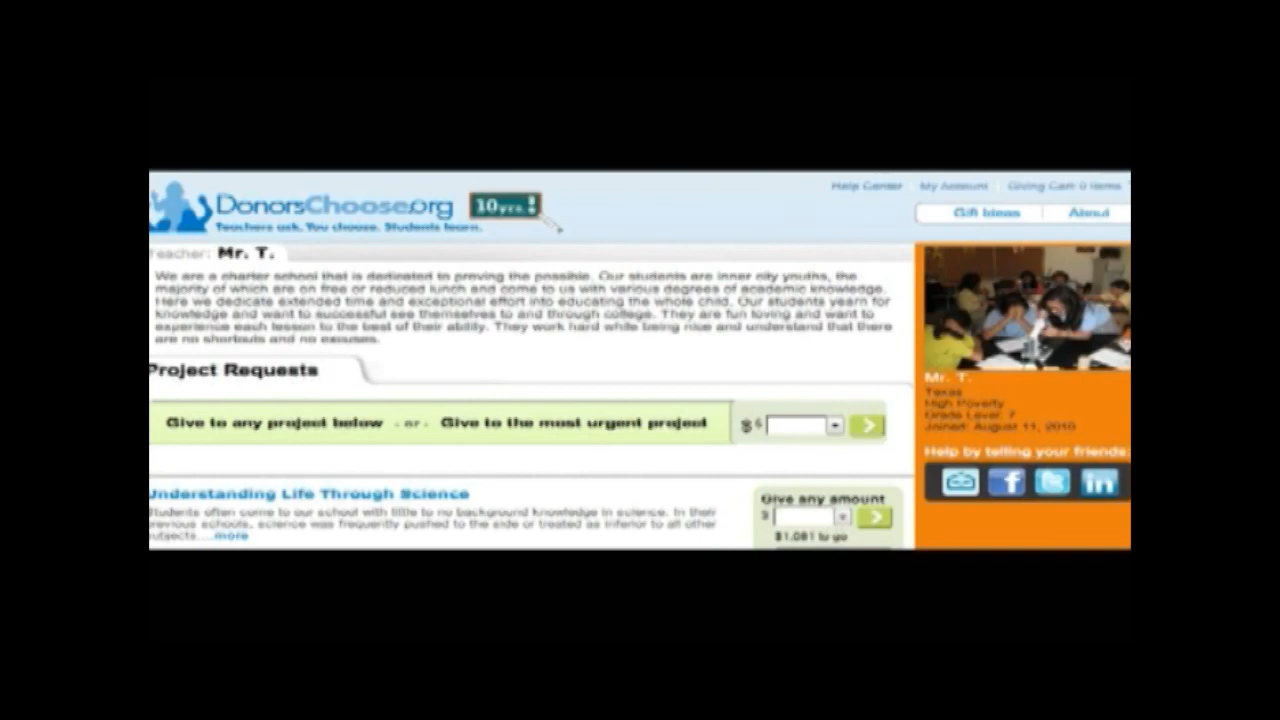 Help Center My Account Giving Cart 0 Items
DonorsChoose.org 10 yrs.
Gift Ideas About
Teachers ask. You choose. Students learn.
Teacher: Mr. T.
We are a charter school that is dedicated to proving the possible. Our students are inner city youths, the
majority of which are on free or reduced lunch and come to us with various degrees of academic knowledge.
Here we dedicate extended time and exceptional effort into educating the whole child. Our students yearn for
knowledge and want to successful see themselves to and through college. They are fun loving and want to
experience each lesson to the best of their ability. They work hard while being nice and understand that there
are no shortcuts and no excuses.
Project Requests
Give to any project below - or - Give to the most urgent project
$
Understanding Life Through Science
Students often come to our school with little to no background knowledge in science. In their
previous schools, science was frequently pushed to the side or treated as inferior to all other
subjects....more
Give any amount
$
$1,081 to go
Mr. T.
Texas
High Poverty
Grade Level: 7
Joined: August 11, 2010
Help by telling your friends:
f
in